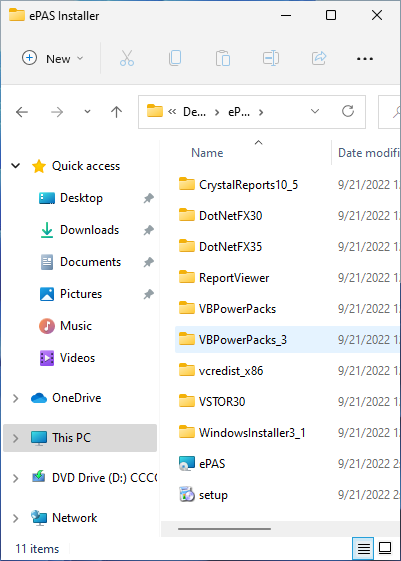 ePAS Installer
New
De...
eP...
Name
Date modifi
Quick access
Desktop
Downloads
Documents
Pictures
Music
Videos
OneDrive
This PC
DVD Drive (D:) CCCO
Network
CrystalReports10_5 9/21/2022 1
DotNetFX30 9/21/2022 1
DotNetFX35 9/21/2022 1
ReportViewer 9/21/2022 1
VBPowerPacks 9/21/2022 1
VBPowerPacks_3 9/21/2022 1
vcredist_x86 9/21/2022 1
VSTOR30 9/21/2022 1
WindowsInstaller3_1 9/21/2022 1
ePAS 9/21/2022 2
setup 9/21/2022 2
11 items